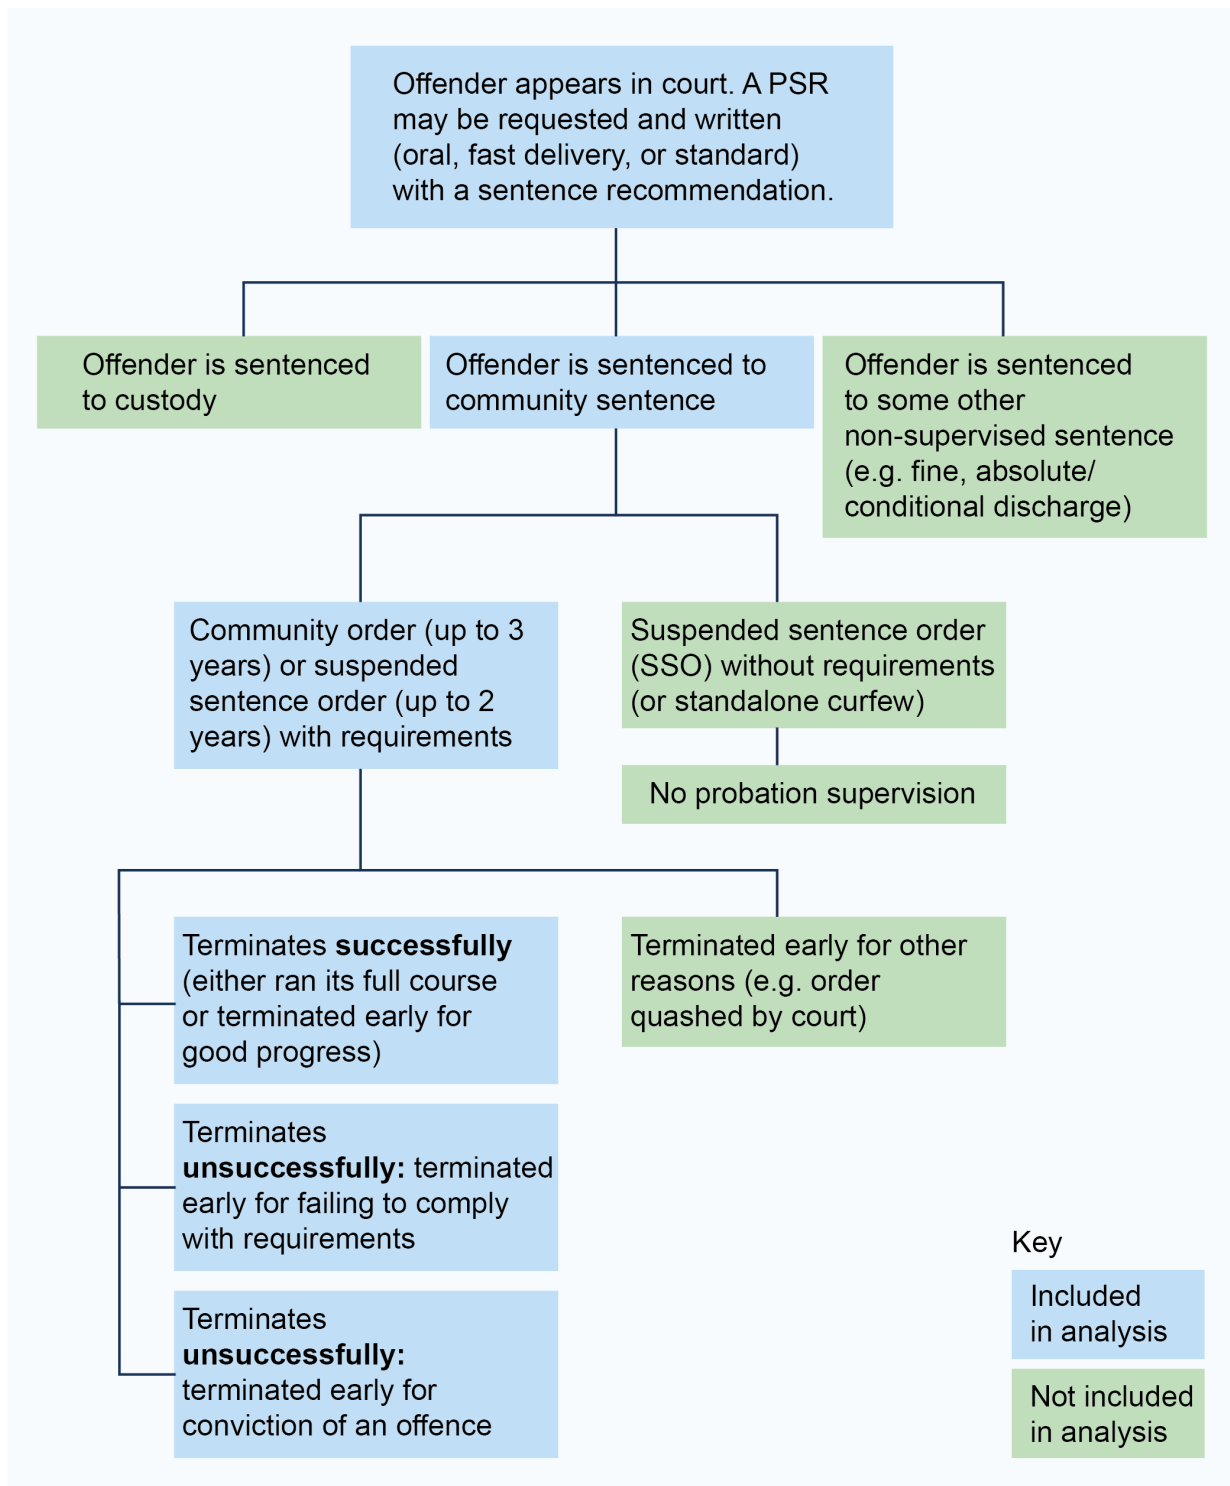 Offender appears in court. A PSR
may be requested and written
(oral, fast delivery, or standard)
with a sentence recommendation.
Offender is sentenced
to custody
Offender is sentenced to
community sentence
Offender is sentenced
to some other
non-supervised sentence
(e.g. fine, absolute/
conditional discharge)
Community order (up to 3
years) or suspended
sentence order (up to 2
years) with requirements
Suspended sentence order
(SSO) without requirements
(or standalone curfew)
No probation supervision
Terminates successfully
(either ran its full course
or terminated early for
good progress)
Terminated early for other
reasons (e.g. order
quashed by court)
Terminates
unsuccessfully: terminated
early for failing to comply
with requirements
Terminates
unsuccessfully:
terminated early for
conviction of an offence
Key
Included
in analysis
Not included
in analysis